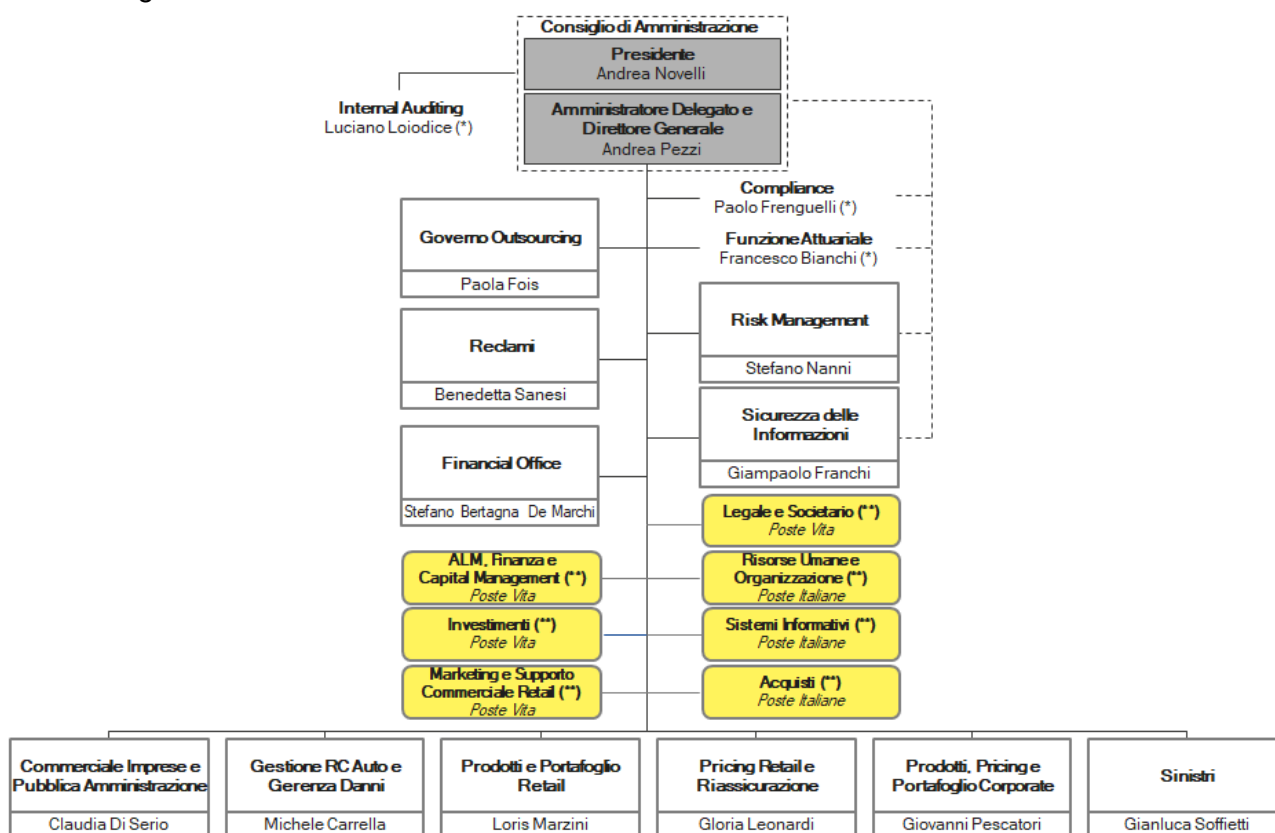 Consiglio di Amministrazione
Presidente
Andrea Novelli
Internal Auditing
Luciano Loiodice (*)
Amministratore Delegato e
Direttore Generale
Andrea Pezzi
Compliance
Paolo Frenguelli (*)
Governo Outsourcing
Paola Fois
Funzione Attuariale
Francesco Bianchi (*)
Risk Management
Stefano Nanni
Reclami
Benedetta Sanesi
Sicurezza delle
Informazioni
Giampaolo Franchi
Financial Office
Stefano Bertagna De Marchi
Legale e Societario (**)
Poste Vita
ALM, Finanza e
Capital Management (**)
Poste Vita
Risorse Umane e
Organizzazione (**)
Poste Italiane
Investimenti (**)
Poste Vita
Sistemi Informativi (**)
Poste Italiane
Marketing e Supporto
Commerciale Retail (**)
Poste Vita
Acquisti (**)
Poste Italiane
Commerciale Imprese e
Pubblica Amministrazione
Claudia Di Serio
Gestione RC Auto e
Gerenza Danni
Michele Carrella
Prodotti e Portafoglio
Retail
Loris Marzini
Pricing Retail e
Riassicurazione
Gloria Leonardi
Prodotti, Pricing e
Portafoglio Corporate
Giovanni Pescatori
Sinistri
Gianluca Soffietti